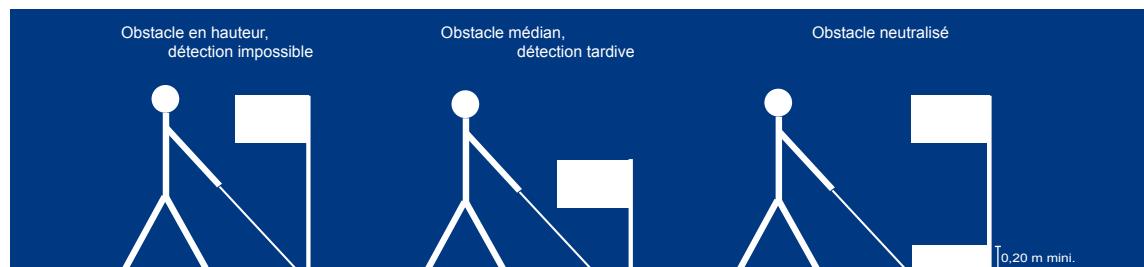 Obstacle en hauteur,
détection impossible
Obstacle médian,
détection tardive
Obstacle neutralisé
0,20 m mini.